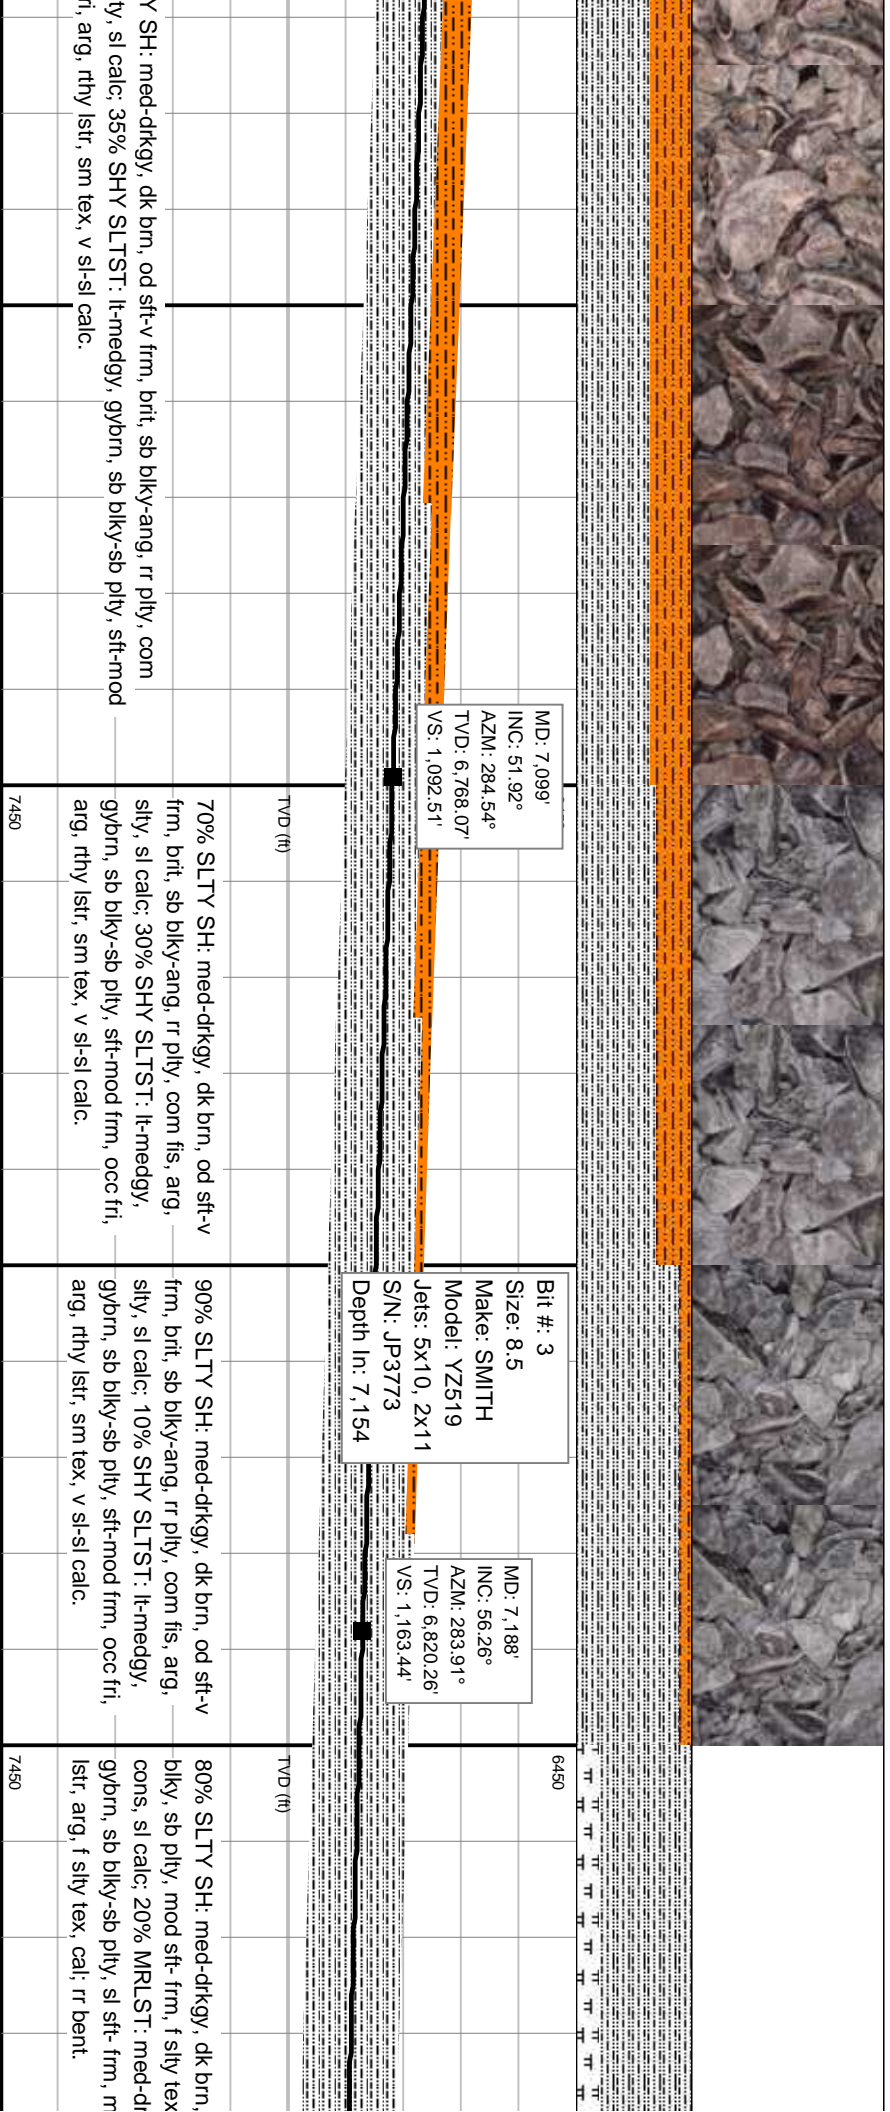 Y SH: med-drkgy, dk brn, od sft-v frm, brit, sb blky-ang, rr plty, com
ty, sl calc; 35% SHY SLTST: lt-medgy, gybrn, sb blky-sb plty, sft-mod
ri, arg, rthy lstr, sm tex, v sl-sl calc.
MD: 7,099'
INC: 51.92°
AZM: 284.54°
TVD: 6,768.07'
VS: 1,092.51'
TVD (ft)
7450
70% SLTY SH: med-drkgy, dk brn, od sft-v
frm, brit, sb blky-ang, rr plty, com fis, arg,
slty, sl calc; 30% SHY SLTST: lt-medgy,
gybrn, sb blky-sb plty, sft-mod frm, occ fri,
arg, rthy lstr, sm tex, v sl-sl calc.
Bit #: 3
Size: 8.5
Make: SMITH
Model: YZ519
Jets: 5x10, 2x11
S/N: JP3773
Depth In: 7,154
90% SLTY SH: med-drkgy, dk brn, od sft-v
frm, brit, sb blky-ang, rr plty, com fis, arg,
slty, sl calc; 10% SHY SLTST: lt-medgy,
gybrn, sb blky-sb plty, sft-mod frm, occ fri,
arg, rthy lstr, sm tex, v sl-sl calc.
MD: 7,188'
INC: 56.26°
AZM: 283.91°
TVD: 6,820.26'
VS: 1,163.44'
6450
TVD (ft)
7450
80% SLTY SH: med-drkgy, dk brn,
blky, sb plty, mod sft- frm, f slty tex
cons, sl calc; 20% MRLST: med-dr
gybrn, sb blky-sb plty, sl sft- frm, m
lstr, arg, f slty tex, cal; rr bent.